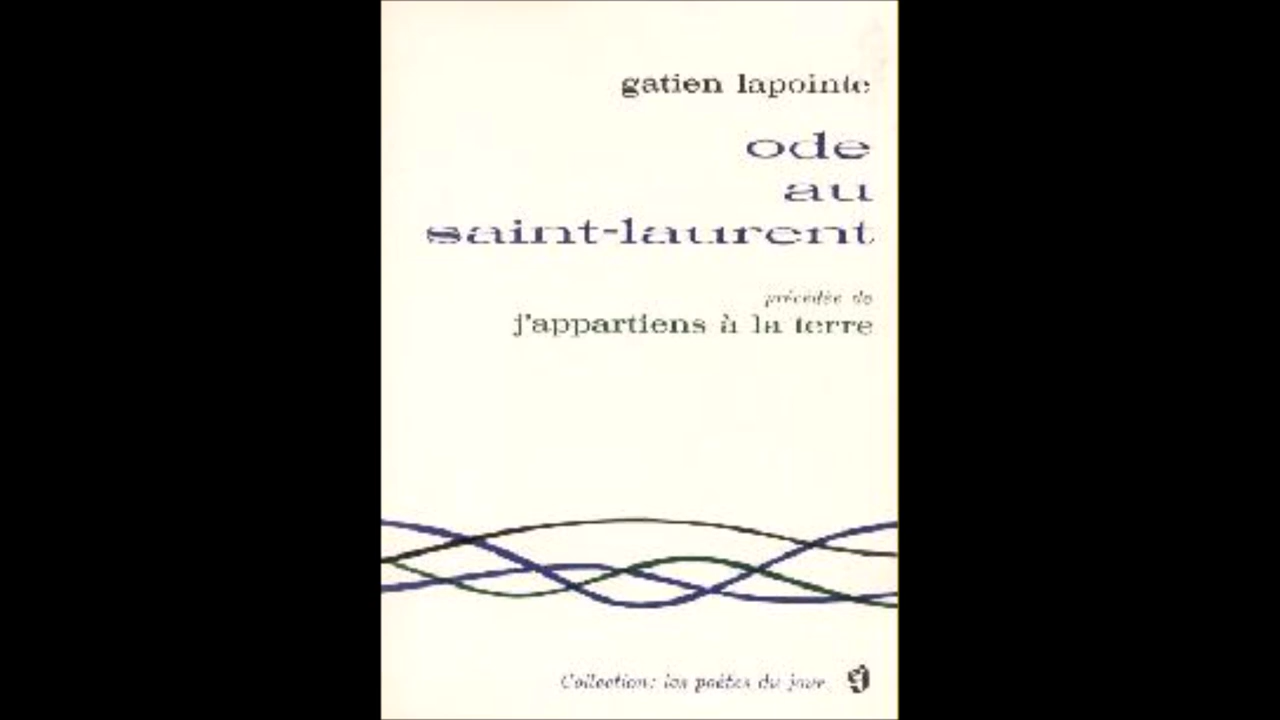 gatien lapointe
ode
au
saint-laurent
précédée de
j'appartiens à la terre
Collection: les poètes du jour